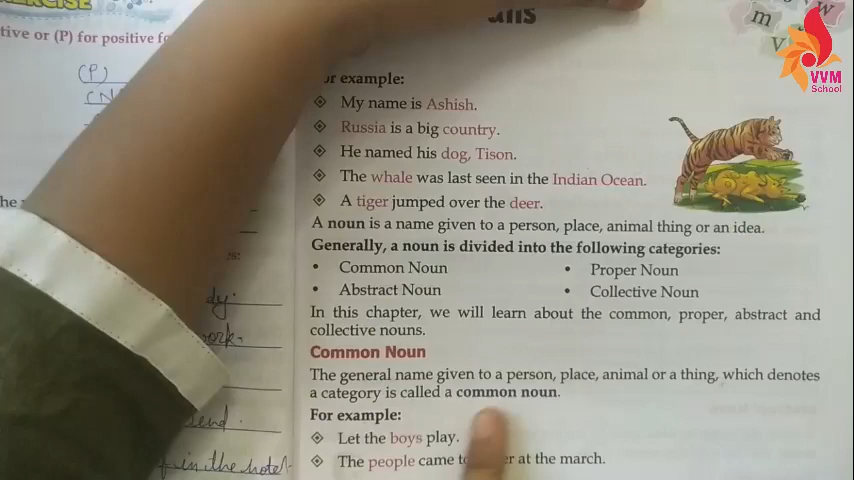 tive or (P) for positive fo
(P)
m
w
V
VVM
School
or example:
My name is Ashish.
Russia is a big country.
He named his dog, Tison.
The whale was last seen in the Indian Ocean.
A tiger jumped over the deer.
A noun is a name given to a person, place, animal thing or an idea.
Generally, a noun is divided into the following categories:
• Common Noun • Proper Noun
• Abstract Noun • Collective Noun
In this chapter, we will learn about the common, proper, abstract and
collective nouns.
Common Noun
The general name given to a person, place, animal or a thing, which denotes
a category is called a common noun.
For example:
Let the boys play.
The people came at the march.
in the hotel.